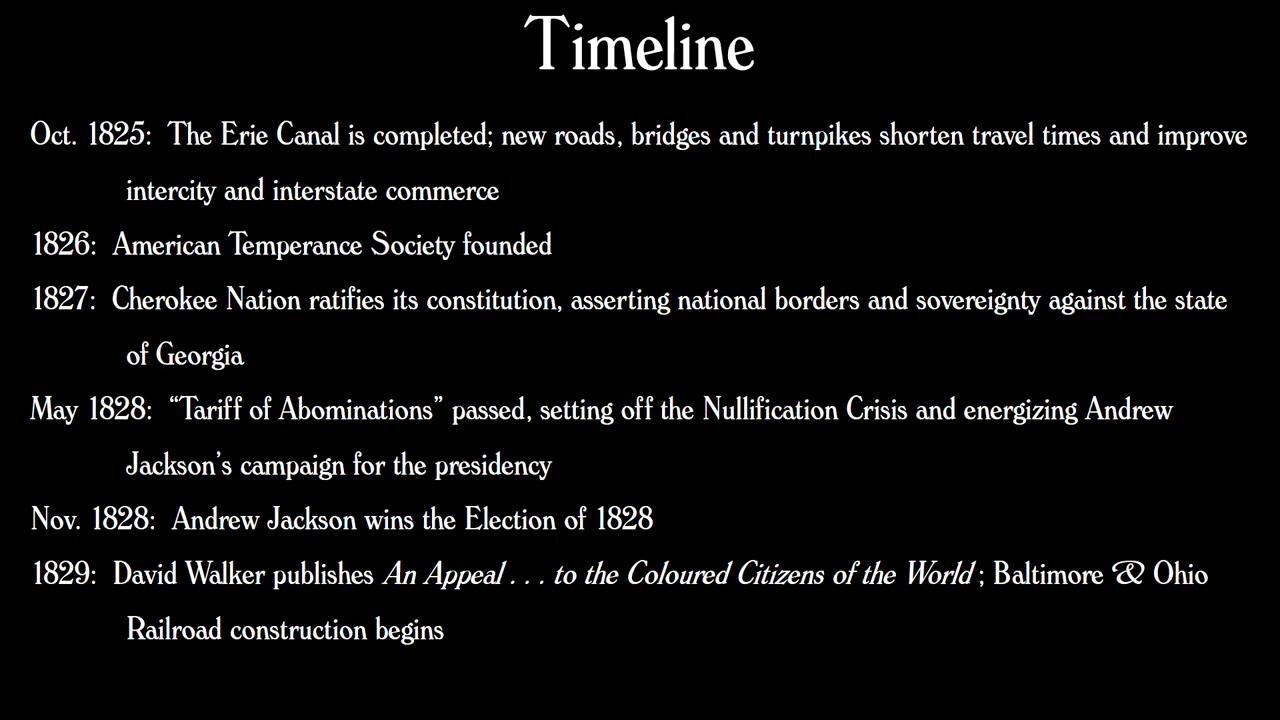 Timeline
Oct. 1825:  The Erie Canal is completed; new roads, bridges and turnpikes shorten travel times and improve
intercity and interstate commerce
1826:  American Temperance Society founded
1827:  Cherokee Nation ratifies its constitution, asserting national borders and sovereignty against the state
of Georgia
May 1828:  “Tariff of Abominations” passed, setting off the Nullification Crisis and energizing Andrew
Jackson’s campaign for the presidency
Nov. 1828:  Andrew Jackson wins the Election of 1828
1829:  David Walker publishes An Appeal . . . to the Coloured Citizens of the World ; Baltimore & Ohio
Railroad construction begins